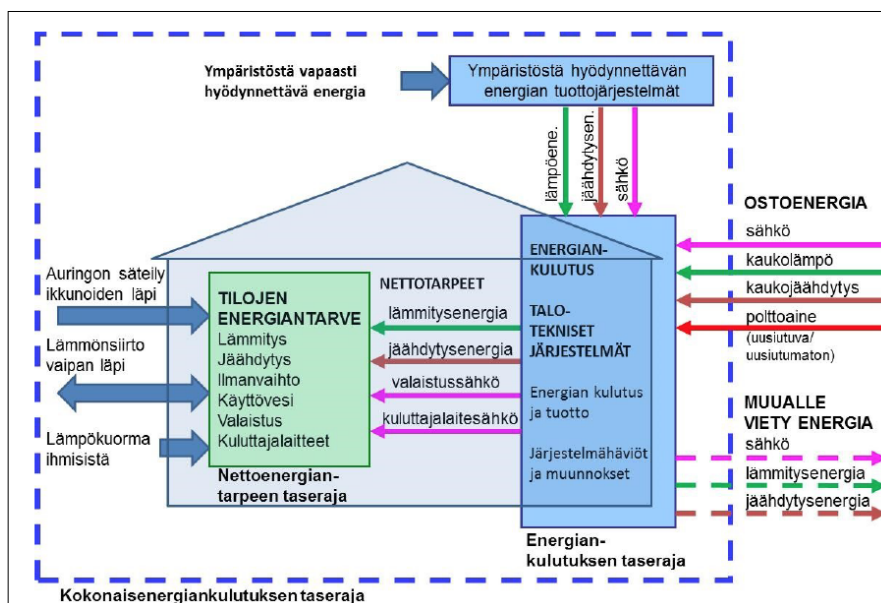 Ympäristöstä vapaasti
hyödynnettävä energia
Ympäristöstä hyödynnettävän
energian tuottojärjestelmät
lämpöene.
jäähdytysen.
sähkö
OSTOENERGIA
sähkö
kaukolämpö
kaukojäähdytys
polttoaine
(uusiutuva/
uusiutumaton)
Auringon säteily
ikkunoiden läpi
Lämmönsiirto
vaipan läpi
Lämpökuorma
ihmisistä
TILOJEN
ENERGIANTARVE
Lämmitys
Jäähdytys
Ilmanvaihto
Käyttövesi
Valaistus
Kuluttajalaitteet
Nettoenergian-
tarpeen taseraja
NETTOTARPEET
lämmitysenergia
jäähdytysenergia
valaistussähkö
kuluttajalaitesähkö
ENERGIAN-
KULUTUS
TALO-
TEKNISET
JÄRJESTELMÄT
Energian kulutus
ja tuotto
Järjestelmähäviöt
ja muunnokset
Energian-
kulutuksen taseraja
MUUALLE
VIETY ENERGIA
sähkö
lämmitysenergia
jäähdytysenergia
Kokonaisenergiankulutuksen taseraja